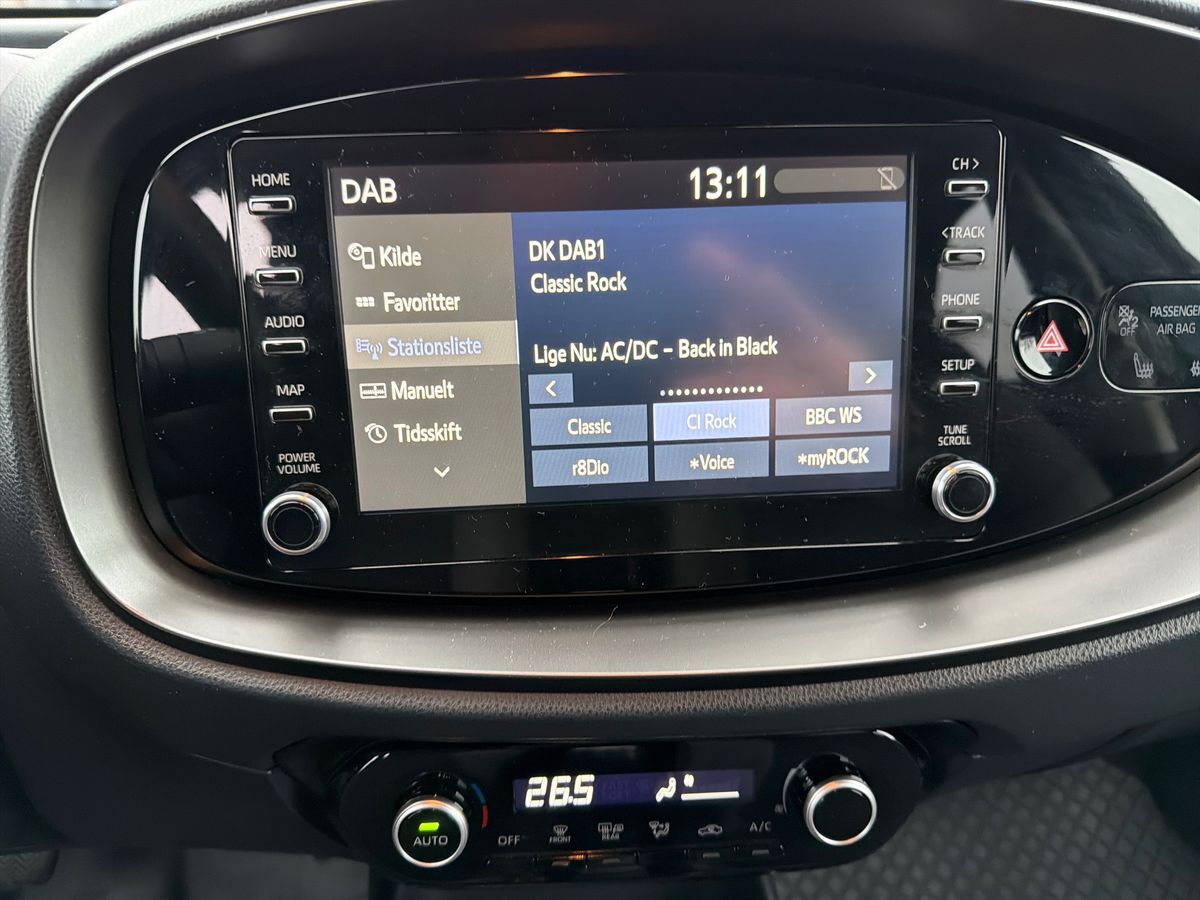 HOME
MENU
AUDIO
MAP
POWER
VOLUME
DAB
13:11
Kilde
Favoritter
Stationsliste
Manuelt
Tidsskift
DK DAB1
Classic Rock
Lige Nu: AC/DC – Back in Black
< >
Classic
Cl Rock
BBC WS
r8Dio
*Voice
*myROCK
CH >
<TRACK
PHONE
SETUP
TUNE
SCROLL
OFF
PASSENGER
AIR BAG
26.5
AUTO
OFF
FRONT
REAR
A/C